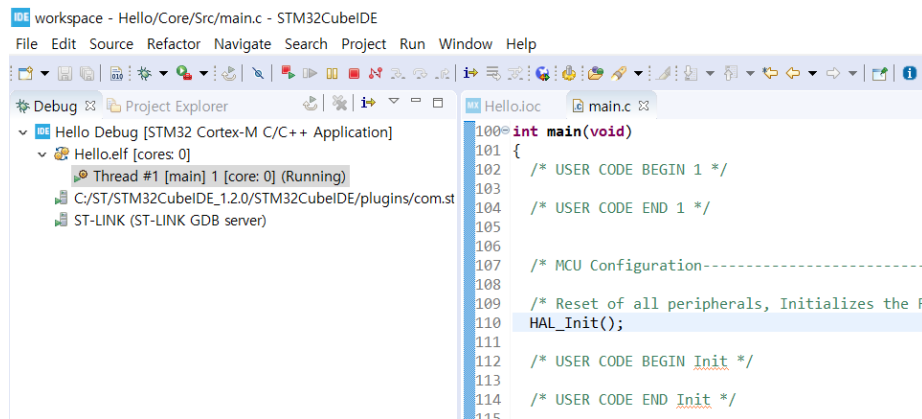 IDE workspace - Hello/Core/Src/main.c - STM32CubeIDE
File Edit Source Refactor Navigate Search Project Run Window Help
Debug Project Explorer
Hello.ioc main.c
IDE Hello Debug [STM32 Cortex-M C/C++ Application]
Hello.elf [cores: 0]
Thread #1 [main] 1 [core: 0] (Running)
C:/ST/STM32CubeIDE_1.2.0/STM32CubeIDE/plugins/com.st
ST-LINK (ST-LINK GDB server)
100 int main(void)
101 {
102 /* USER CODE BEGIN 1 */
103
104 /* USER CODE END 1 */
105
106
107 /* MCU Configuration--------------------------
108
109 /* Reset of all peripherals, Initializes the F
110 HAL_Init();
111
112 /* USER CODE BEGIN Init */
113
114 /* USER CODE END Init */
115